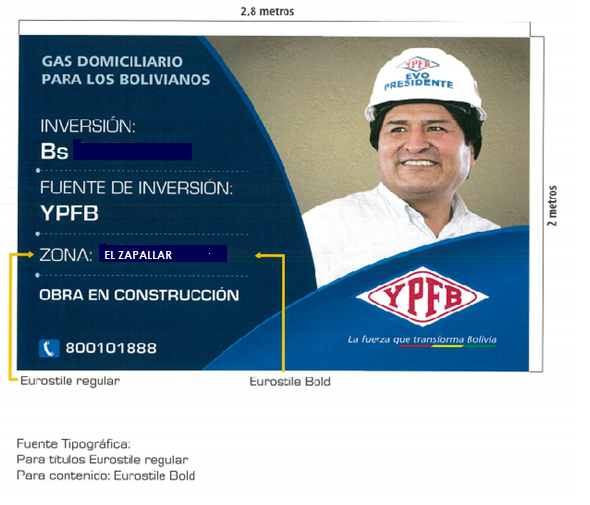 2,8 metros
GAS DOMICILIARIO
PARA LOS BOLIVIANOS
INVERSIÓN:
Bs
FUENTE DE INVERSIÓN:
YPFB
ZONA: EL ZAPALLAR
OBRA EN CONSTRUCCIÓN
800101888
YPFB
EVO
PRESIDENTE
YPFB
La fuerza que transforma Bolivia
2 metros
Eurostile regular
Eurostile Bold
Fuente Tipográfica:
Para títulos Eurostile regular
Para contenido: Eurostile Bold